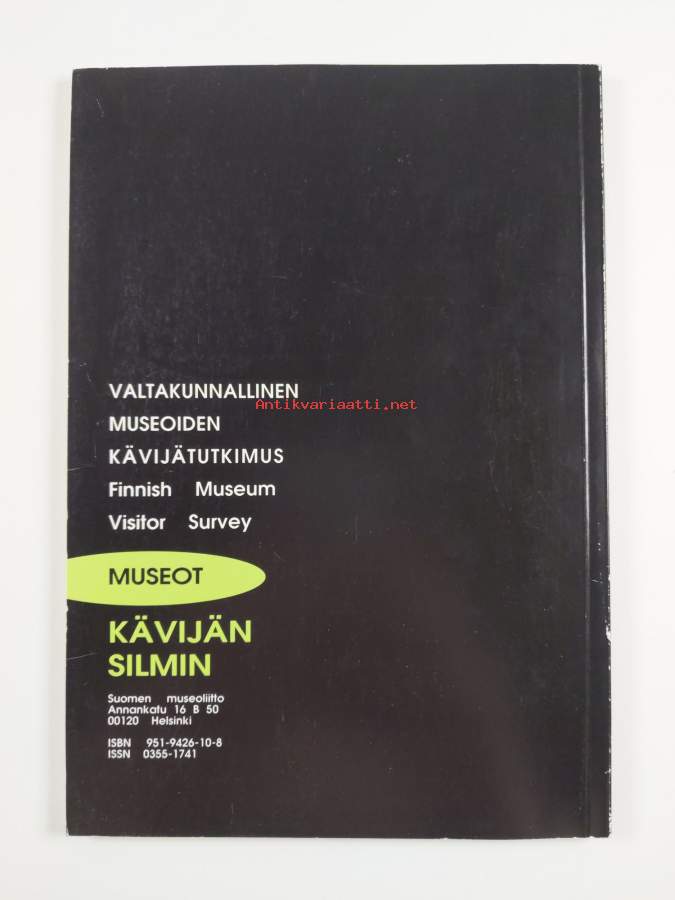 VALTAKUNNALLINEN
Antikvariaatti.net
MUSEOIDEN
KÄVIJÄTUTKIMUS
Finnish Museum
Visitor Survey
MUSEOT
KÄVIJÄN
SILMIN
Suomen museoliitto
Annankatu 16 B 50
00120 Helsinki
ISBN 951-9426-10-8
ISSN 0355-1741